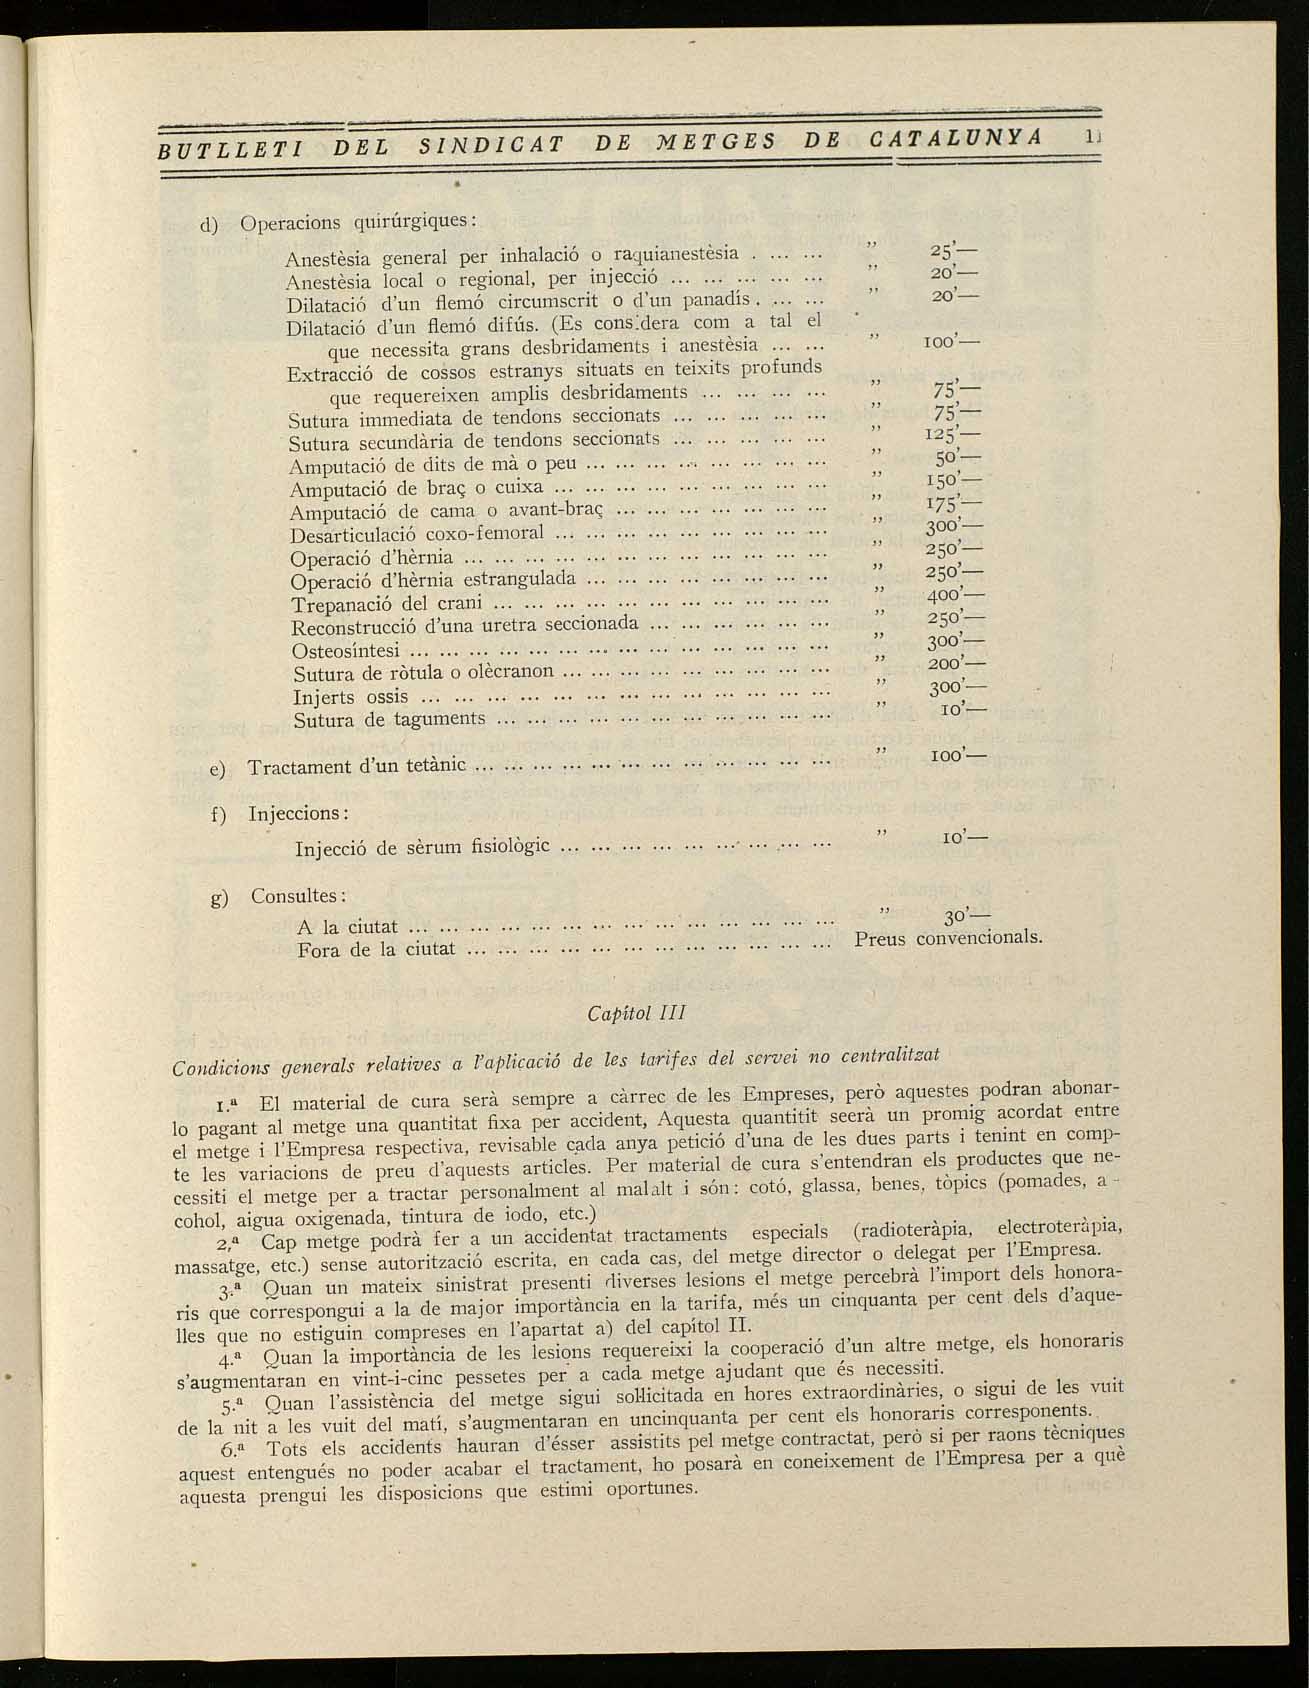 BUTLLETI DEL SINDICAT DE METGES DE CATALUNYA 11
d) Operacions quirúrgiques:
Anestèsia general per inhalació o raquianestèsia . ... ... ” 25’—
Anestèsia local o regional, per injecció ... ... ... ... ... ” 20’—
Dilatació d’un flemó circumscrit o d’un panadís . ... ... ” 20’—
Dilatació d’un flemó difús. (Es considera com a tal el
que necessita grans desbridaments i anestèsia ... ... ” 100’—
Extracció de cossos estranys situats en teixits profunds
que requereixen amplis desbridaments ... ... ... ... ” 75’—
Sutura immediata de tendons seccionats ... ... ... ... ... ” 75’—
Sutura secundària de tendons seccionats ... ... ... ... ... ” 125’—
Amputació de dits de mà o peu ... ... ... ... ... ... ... ... ” 50’—
Amputació de braç o cuixa ... ... ... ... ... ... ... ... ... ” 150’—
Amputació de cama o avant-braç ... ... ... ... ... ... ... ” 175’—
Desarticulació coxo-femoral ... ... ... ... ... ... ... ... ... ” 300’—
Operació d’hèrnia ... ... ... ... ... ... ... ... ... ... ... ... ” 250’—
Operació d’hèrnia estrangulada ... ... ... ... ... ... ... ... ” 250’—
Trepanació del crani ... ... ... ... ... ... ... ... ... ... ... ” 400’—
Reconstrucció d’una uretra seccionada ... ... ... ... ... ... ” 250’—
Osteosíntesi ... ... ... ... ... ... ... ... ... ... ... ... ... ... ” 300’—
Sutura de ròtula o olècranon ... ... ... ... ... ... ... ... ... ” 200’—
Injerts ossis ... ... ... ... ... ... ... ... ... ... ... ... ... ” 300’—
Sutura de taguments ... ... ... ... ... ... ... ... ... ... ... ” 10’—
e) Tractament d’un tetànic ... ... ... ... ... ... ... ... ... ... ... ... ” 100’—
f) Injeccions:
Injecció de sèrum fisiològic ... ... ... ... ... ... ... ... ... ” 10’—
g) Consultes:
A la ciutat ... ... ... ... ... ... ... ... ... ... ... ... ... ... ” 30’—
Fora de la ciutat ... ... ... ... ... ... ... ... ... ... ... ... Preus convencionals.
Capítol III
Condicions generals relatives a l’aplicació de les tarifes del servei no centralitzat
1.ª El material de cura serà sempre a càrrec de les Empreses, però aquestes podran abonar-
lo pagant al metge una quantitat fixa per accident, Aquesta quantitit seerà un promig acordat entre
el metge i l’Empresa respectiva, revisable cada anya petició d’una de les dues parts i tenint en comp-
te les variacions de preu d’aquests articles. Per material de cura s’entendran els productes que ne-
cessiti el metge per a tractar personalment al malalt i són: cotó, glassa, benes, tòpics (pomades, a -
cohol, aigua oxigenada, tintura de iodo, etc.)
2,ª Cap metge podrà fer a un accidentat tractaments especials (radioteràpia, electroteràpia,
massatge, etc.) sense autorització escrita, en cada cas, del metge director o delegat per l’Empresa.
3.ª Quan un mateix sinistrat presenti diverses lesions el metge percebrà l’import dels honora-
ris que correspongui a la de major importància en la tarifa, més un cinquanta per cent dels d’aque-
lles que no estiguin compreses en l’apartat a) del capítol II.
4.ª Quan la importància de les lesions requereixi la cooperació d’un altre metge, els honoraris
s’augmentaran en vint-i-cinc pessetes per a cada metge ajudant que és necessiti.
5.ª Quan l’assistència del metge sigui sol·licitada en hores extraordinàries, o sigui de les vuit
de la nit a les vuit del matí, s’augmentaran en uncinquanta per cent els honoraris corresponents.
6.ª Tots els accidents hauran d’ésser assistits pel metge contractat, però si per raons tècniques
aquest entengués no poder acabar el tractament, ho posarà en coneixement de l’Empresa per a què
aquesta prengui les disposicions que estimi oportunes.